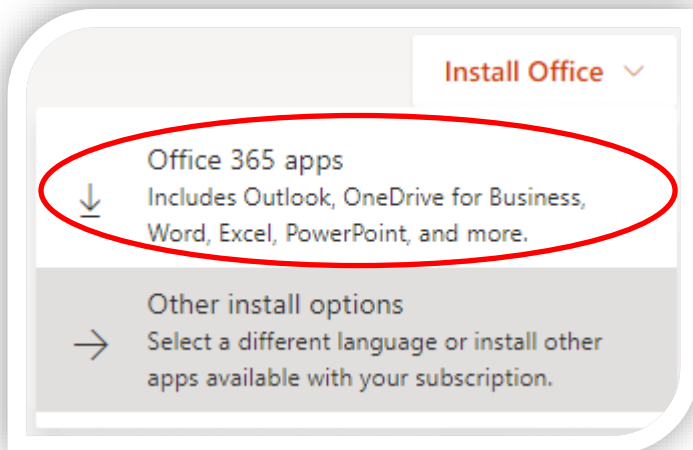 Install Office
Office 365 apps
Includes Outlook, OneDrive for Business,
Word, Excel, PowerPoint, and more.
Other install options
Select a different language or install other
apps available with your subscription.